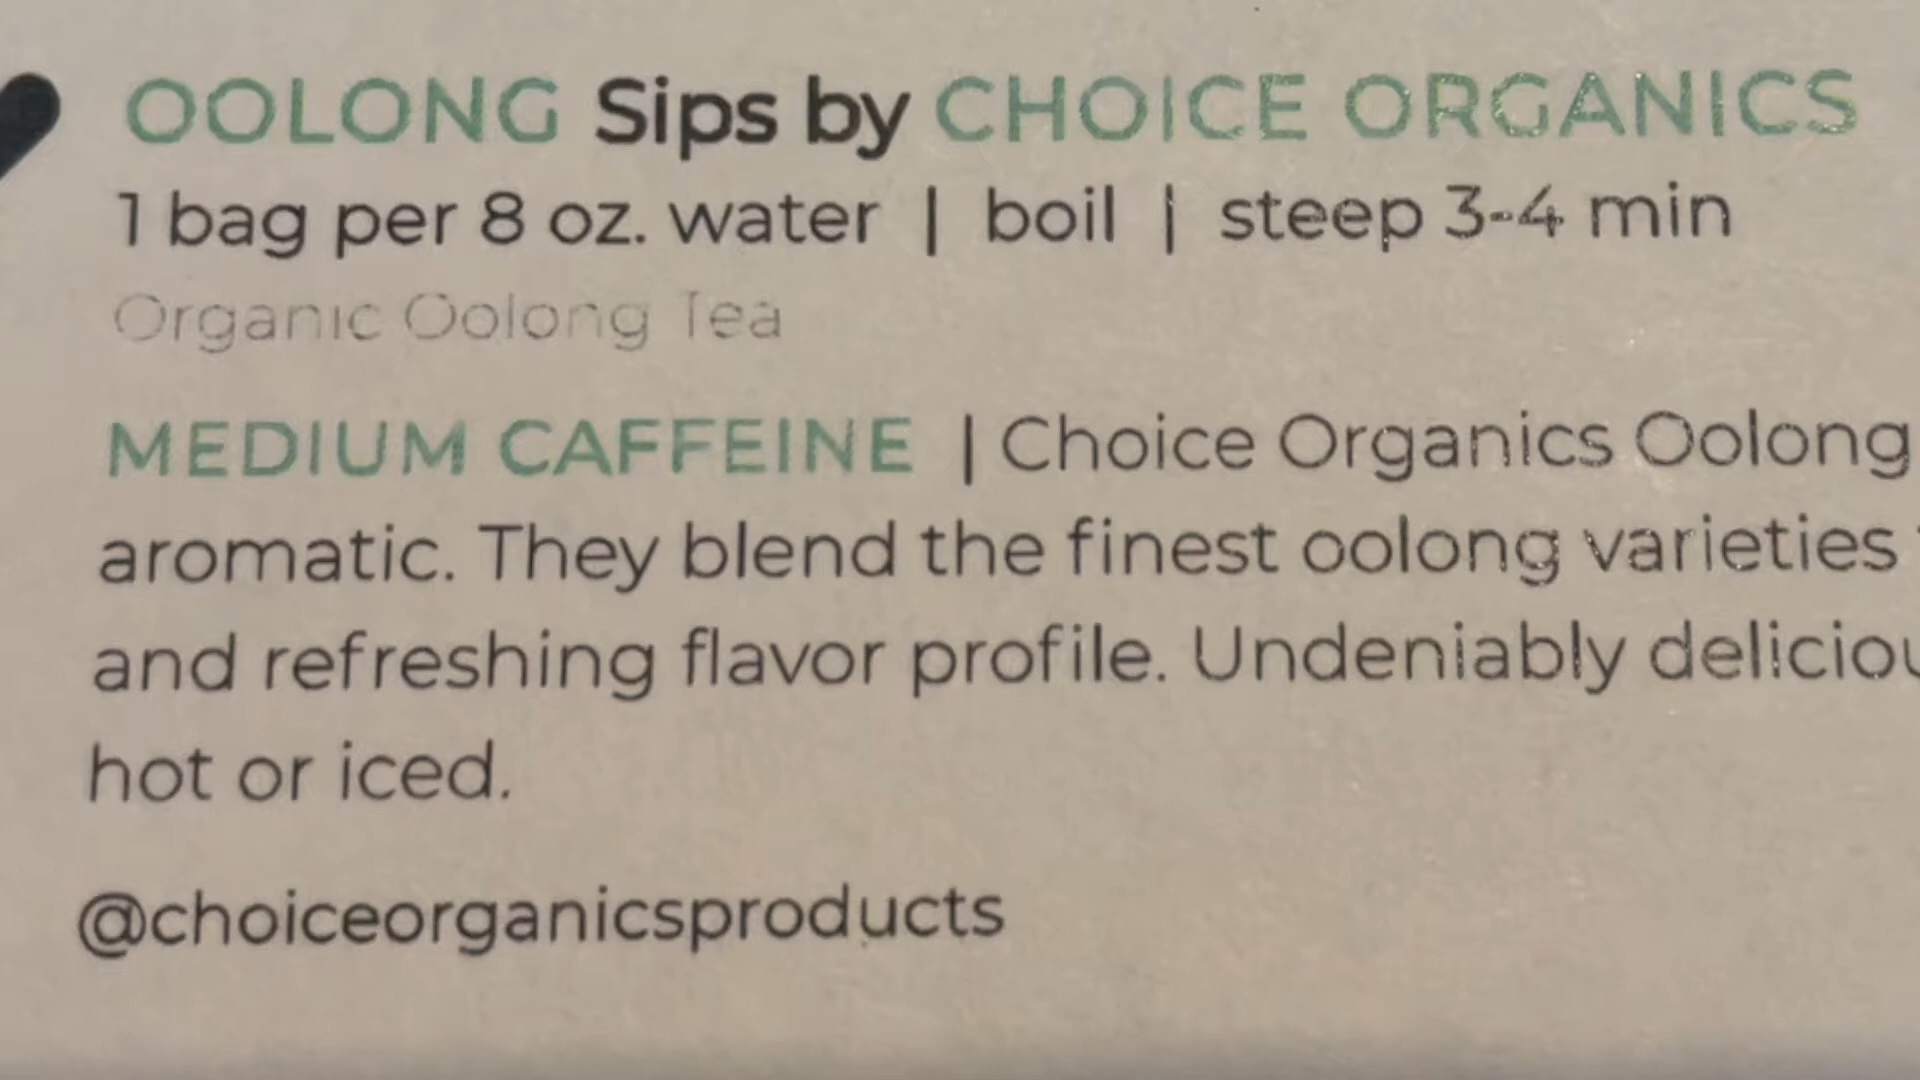 OOLONG Sips by CHOICE ORGANICS
1 bag per 8 oz. water | boil | steep 3-4 min
Organic Oolong Tea
MEDIUM CAFFEINE | Choice Organics Oolong
aromatic. They blend the finest oolong varieties
and refreshing flavor profile. Undeniably
hot or iced.
@choiceorganicsproducts